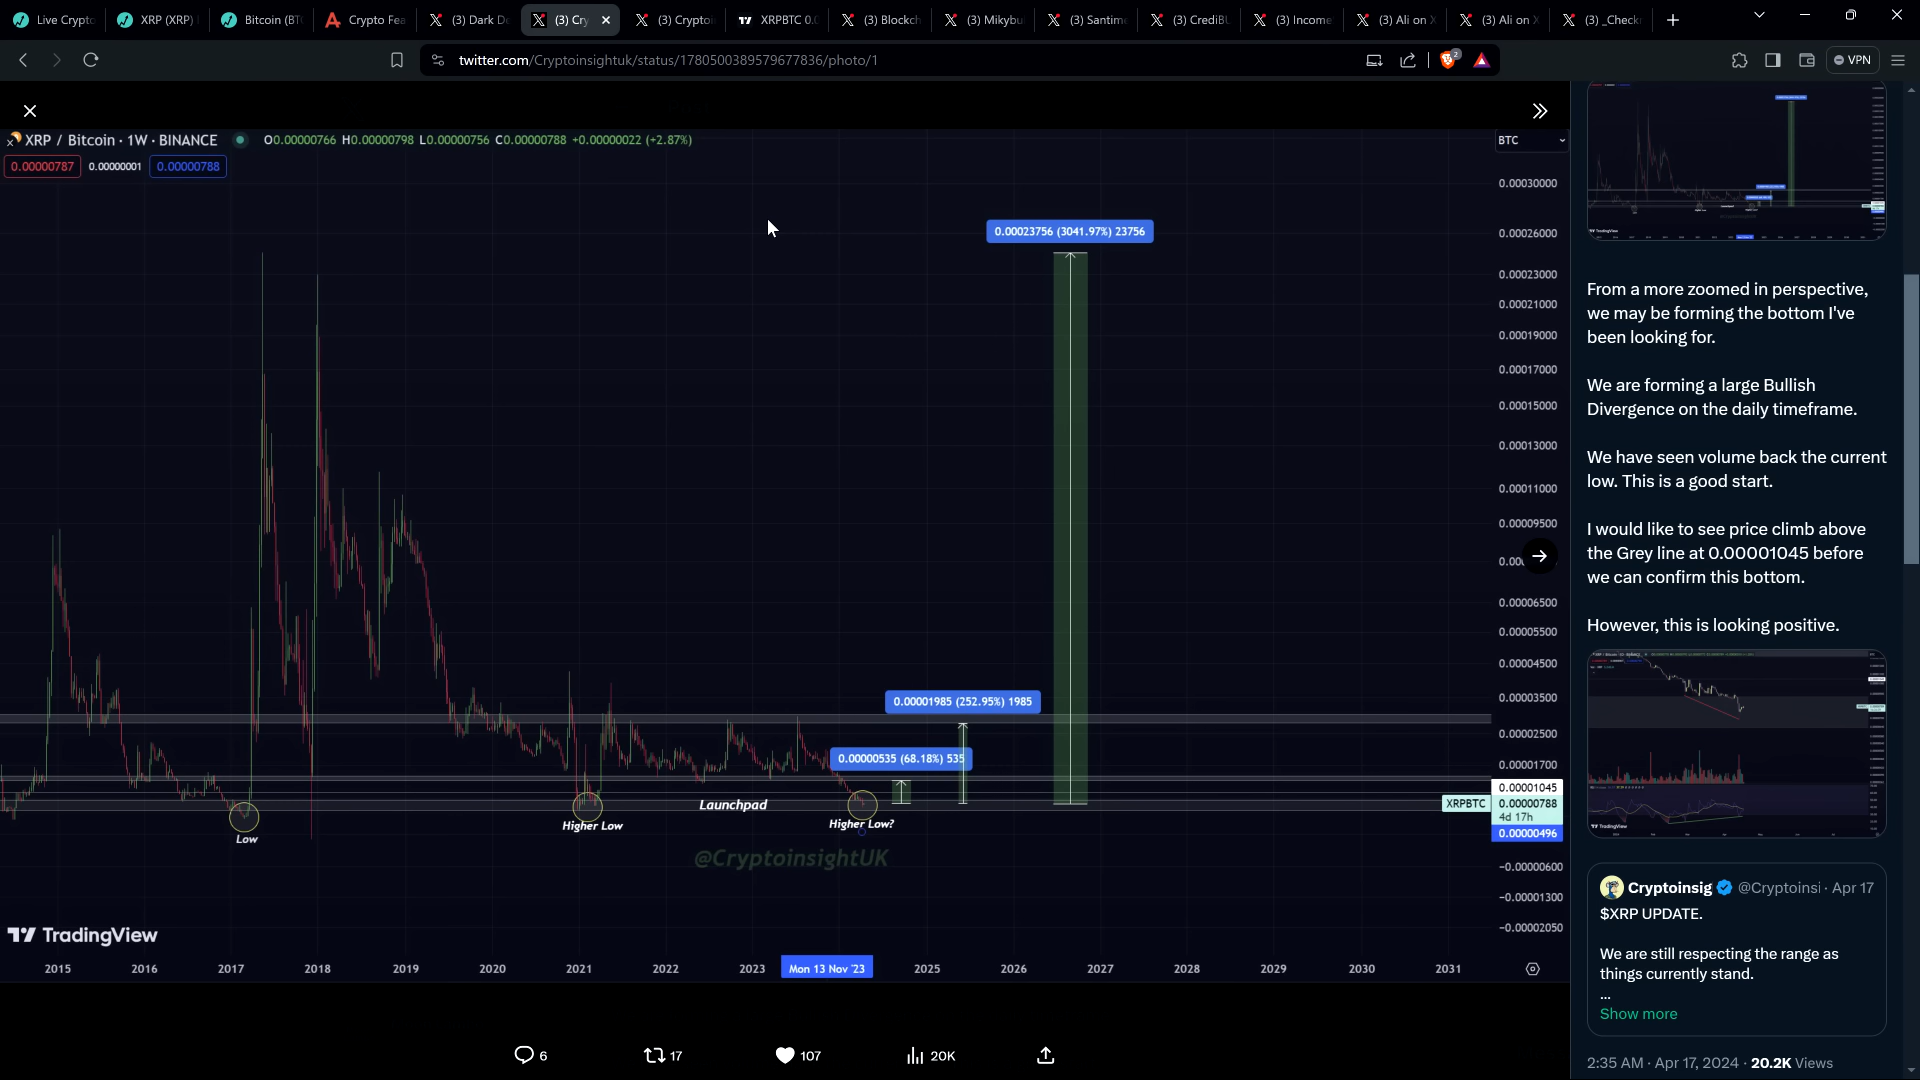 Live Crypto
XRP (XRP)
Bitcoin (BT
Crypto Fea
(3) Dark D
(3) Cry
(3) Cryptoi
XRPBTC 0.0
(3) Blockch
(3) Mikybu
(3) Santime
(3) CrediBU
(3) Income
(3) Ali on X
(3) Ali on X
(3) _Check
twitter.com/Cryptoinsightuk/status/1780500389579677836/photo/1
2
VPN
XRP / Bitcoin · 1W · BINANCE
O0.00000766 H0.00000798 L0.00000756 C0.00000788 +0.00000022 (+2.87%)
0.00000787 0.00000001 0.00000788
BTC
0.00030000
0.00026000
0.00023000
0.00021000
0.00019000
0.00017000
0.00015000
0.00013000
0.00011000
0.00009500
0.00006500
0.00005500
0.00004500
0.00003500
0.00002500
0.00001700
0.00001045
XRPBTC 0.00000788
4d 17h
0.00000496
−0.00000600
−0.00001300
−0.00002050
0.00023756 (3041.97%) 23756
0.00001985 (252.95%) 1985
0.00000535 (68.18%) 535
Low
Higher Low
Launchpad
Higher Low?
@CryptoinsightUK
TradingView
2015 2016 2017 2018 2019 2020 2021 2022 2023 Mon 13 Nov '23 2025 2026 2027 2028 2029 2030 2031
6
17
107
20K
From a more zoomed in perspective,
we may be forming the bottom I've
been looking for.
We are forming a large Bullish
Divergence on the daily timeframe.
We have seen volume back the current
low. This is a good start.
I would like to see price climb above
the Grey line at 0.00001045 before
we can confirm this bottom.
However, this is looking positive.
TradingView
Cryptoinsig @Cryptoinsi · Apr 17
$XRP UPDATE.
We are still respecting the range as
things currently stand.
...
Show more
2:35 AM · Apr 17, 2024 · 20.2K Views